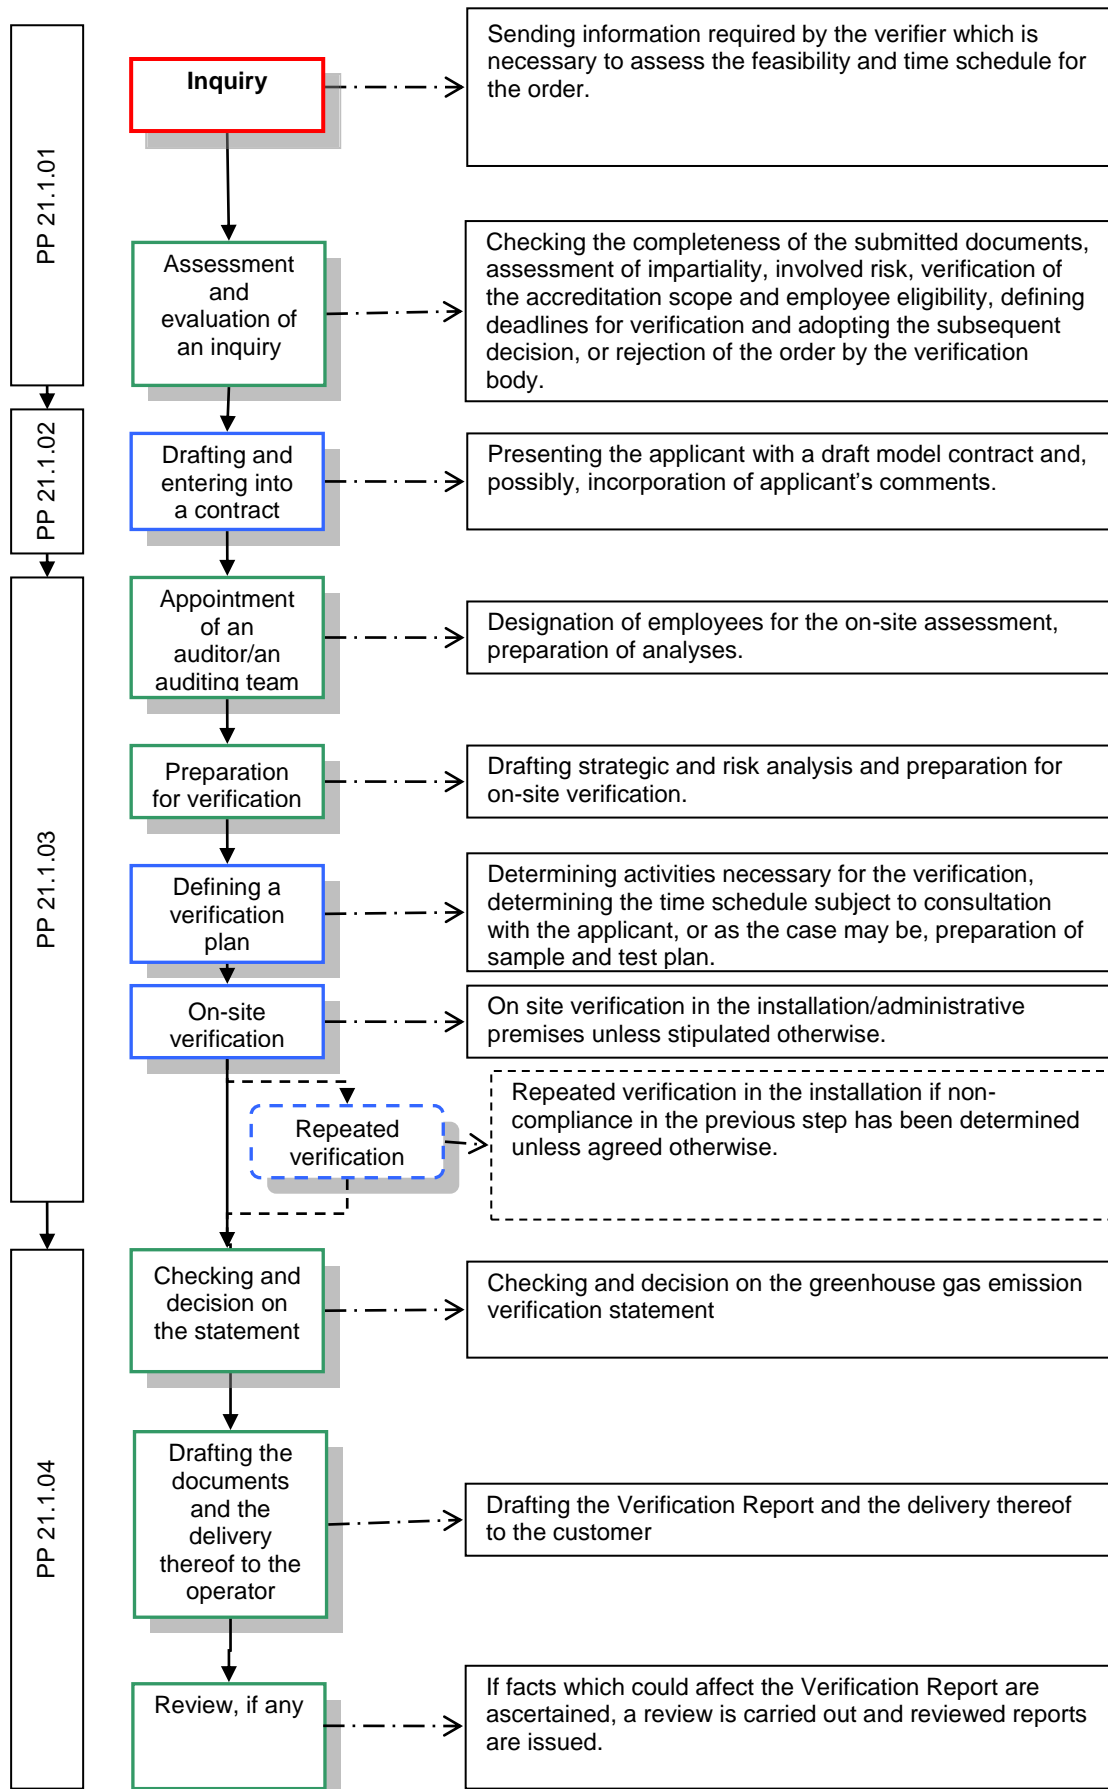 PP 21.1.01
Inquiry
Sending information required by the verifier which is
necessary to assess the feasibility and time schedule for
the order.
Assessment
and
evaluation of
an inquiry
Checking the completeness of the submitted documents,
assessment of impartiality, involved risk, verification of
the accreditation scope and employee eligibility, defining
deadlines for verification and adopting the subsequent
decision, or rejection of the order by the verification
body.
PP 21.1.02
Drafting and
entering into
a contract
Presenting the applicant with a draft model contract and,
possibly, incorporation of applicant's comments.
PP 21.1.03
Appointment
of an
auditor/an
auditing team
Designation of employees for the on-site assessment,
preparation of analyses.
Preparation
for verification
Drafting strategic and risk analysis and preparation for
on-site verification.
Defining a
verification
plan
Determining activities necessary for the verification,
determining the time schedule subject to consultation
with the applicant, or as the case may be, preparation of
sample and test plan.
On-site
verification
On site verification in the installation/administrative
premises unless stipulated otherwise.
Repeated
verification
Repeated verification in the installation if non-
compliance in the previous step has been determined
unless agreed otherwise.
PP 21.1.04
Checking and
decision on
the statement
Checking and decision on the greenhouse gas emission
verification statement
Drafting the
documents
and the
delivery
thereof to the
operator
Drafting the Verification Report and the delivery thereof
to the customer
Review, if any
If facts which could affect the Verification Report are
ascertained, a review is carried out and reviewed reports
are issued.